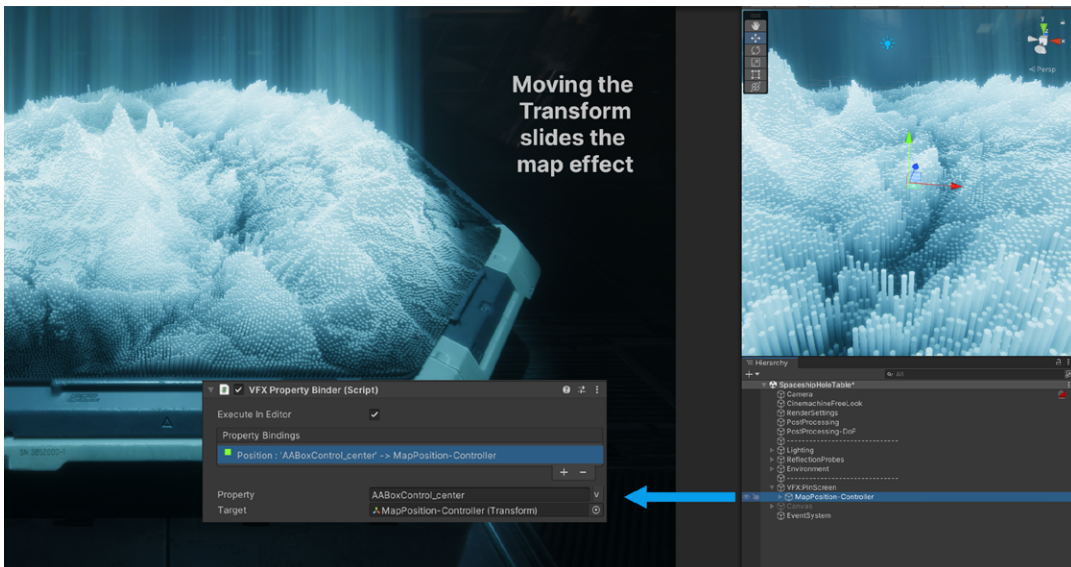 Moving the
Transform
slides the
map effect
Persp
Hierarchy
All
SpaceshipHoloTable*
Camera
CinemachineFreeLook
RenderSettings
PostProcessing
PostProcessing-DoF
-----------------------------
Lighting
ReflectionProbes
Environment
-----------------------------
VFX:PinScreen
MapPosition-Controller
Canvas
EventSystem
VFX Property Binder (Script)
Execute In Editor
Property Bindings
Position : 'AABoxControl_center' -> MapPosition-Controller
+ -
Property AABoxControl_center
Target MapPosition-Controller (Transform)